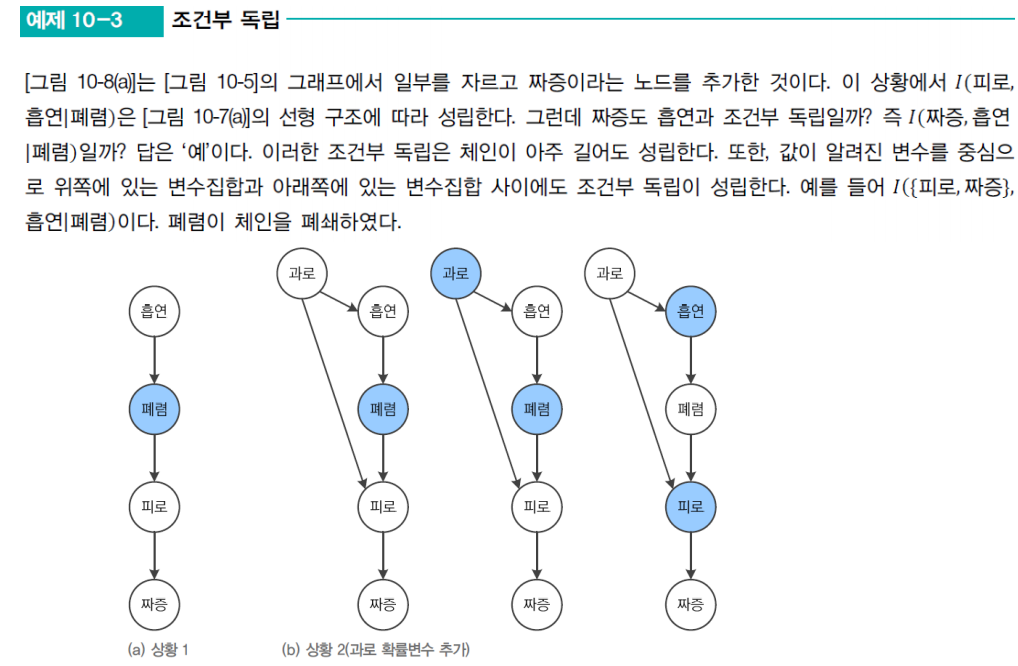 예제 10-3 조건부 독립
[그림 10-8(a)]는 [그림 10-5]의 그래프에서 일부를 자르고 짜증이라는 노드를 추가한 것이다. 이 상황에서 I(피로,
흡연|폐렴)은 [그림 10-7(a)]의 선형 구조에 따라 성립한다. 그런데 짜증도 흡연과 조건부 독립일까? 즉 I(짜증, 흡연
|폐렴)일까? 답은 ‘예’이다. 이러한 조건부 독립은 체인이 아주 길어도 성립한다. 또한, 값이 알려진 변수를 중심으
로 위쪽에 있는 변수집합과 아래쪽에 있는 변수집합 사이에도 조건부 독립이 성립한다. 예를 들어 I({피로, 짜증},
흡연|폐렴)이다. 폐렴이 체인을 폐쇄하였다.
과로 과로 과로
흡연 흡연 흡연 흡연
폐렴 폐렴 폐렴 폐렴
피로 피로 피로 피로
짜증 짜증 짜증 짜증
(a) 상황 1 (b) 상황 2(과로 확률변수 추가)